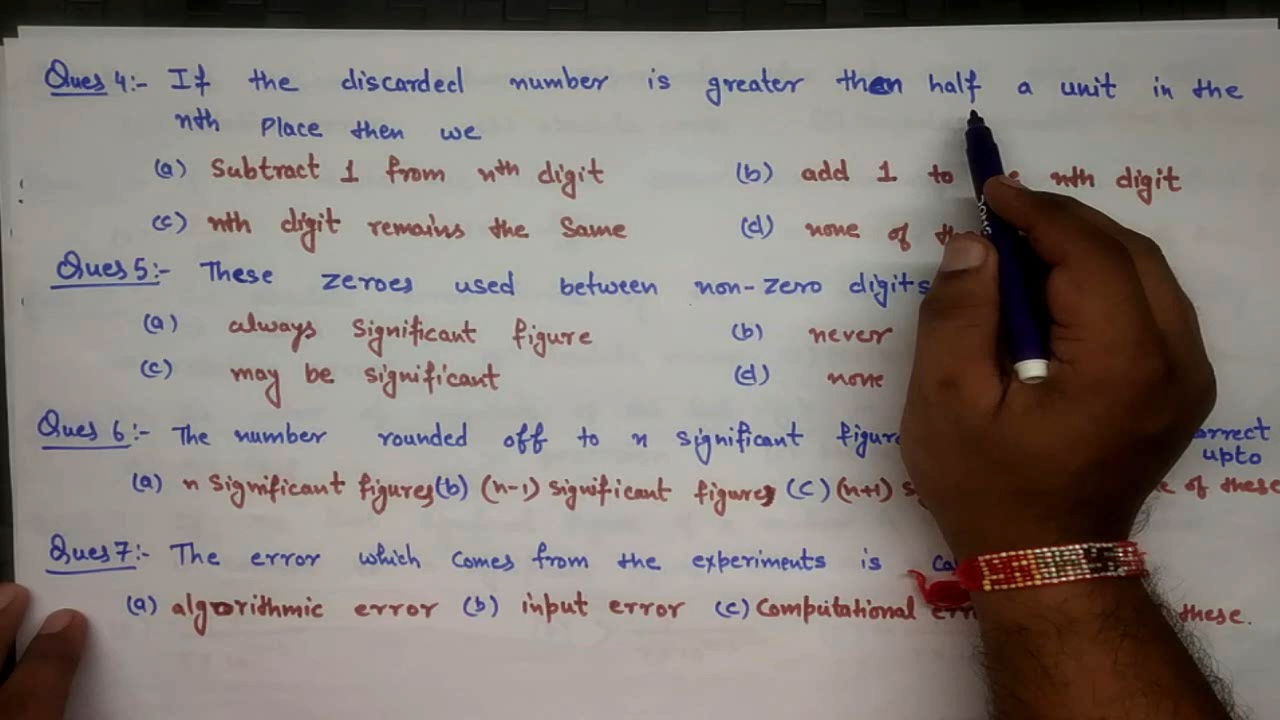 Ques 4:- If the discarded number is greater then half a unit in the
nth place then we
(a) Subtract 1 from nth digit (b) add 1 to nth digit
(c) nth digit remains the same (d) none of
Ques 5:- These zeroes used between non-zero digits
(a) always significant figure (b) never
(c) may be significant (d) none
Ques 6:- The number rounded off to n significant upto
(a) n significant figures (b) (n-1) significant figures (c) (n+1) of these
Ques 7:- The error which comes from the experiments is
(a) algorithmic error (b) input error (c) Computational these.